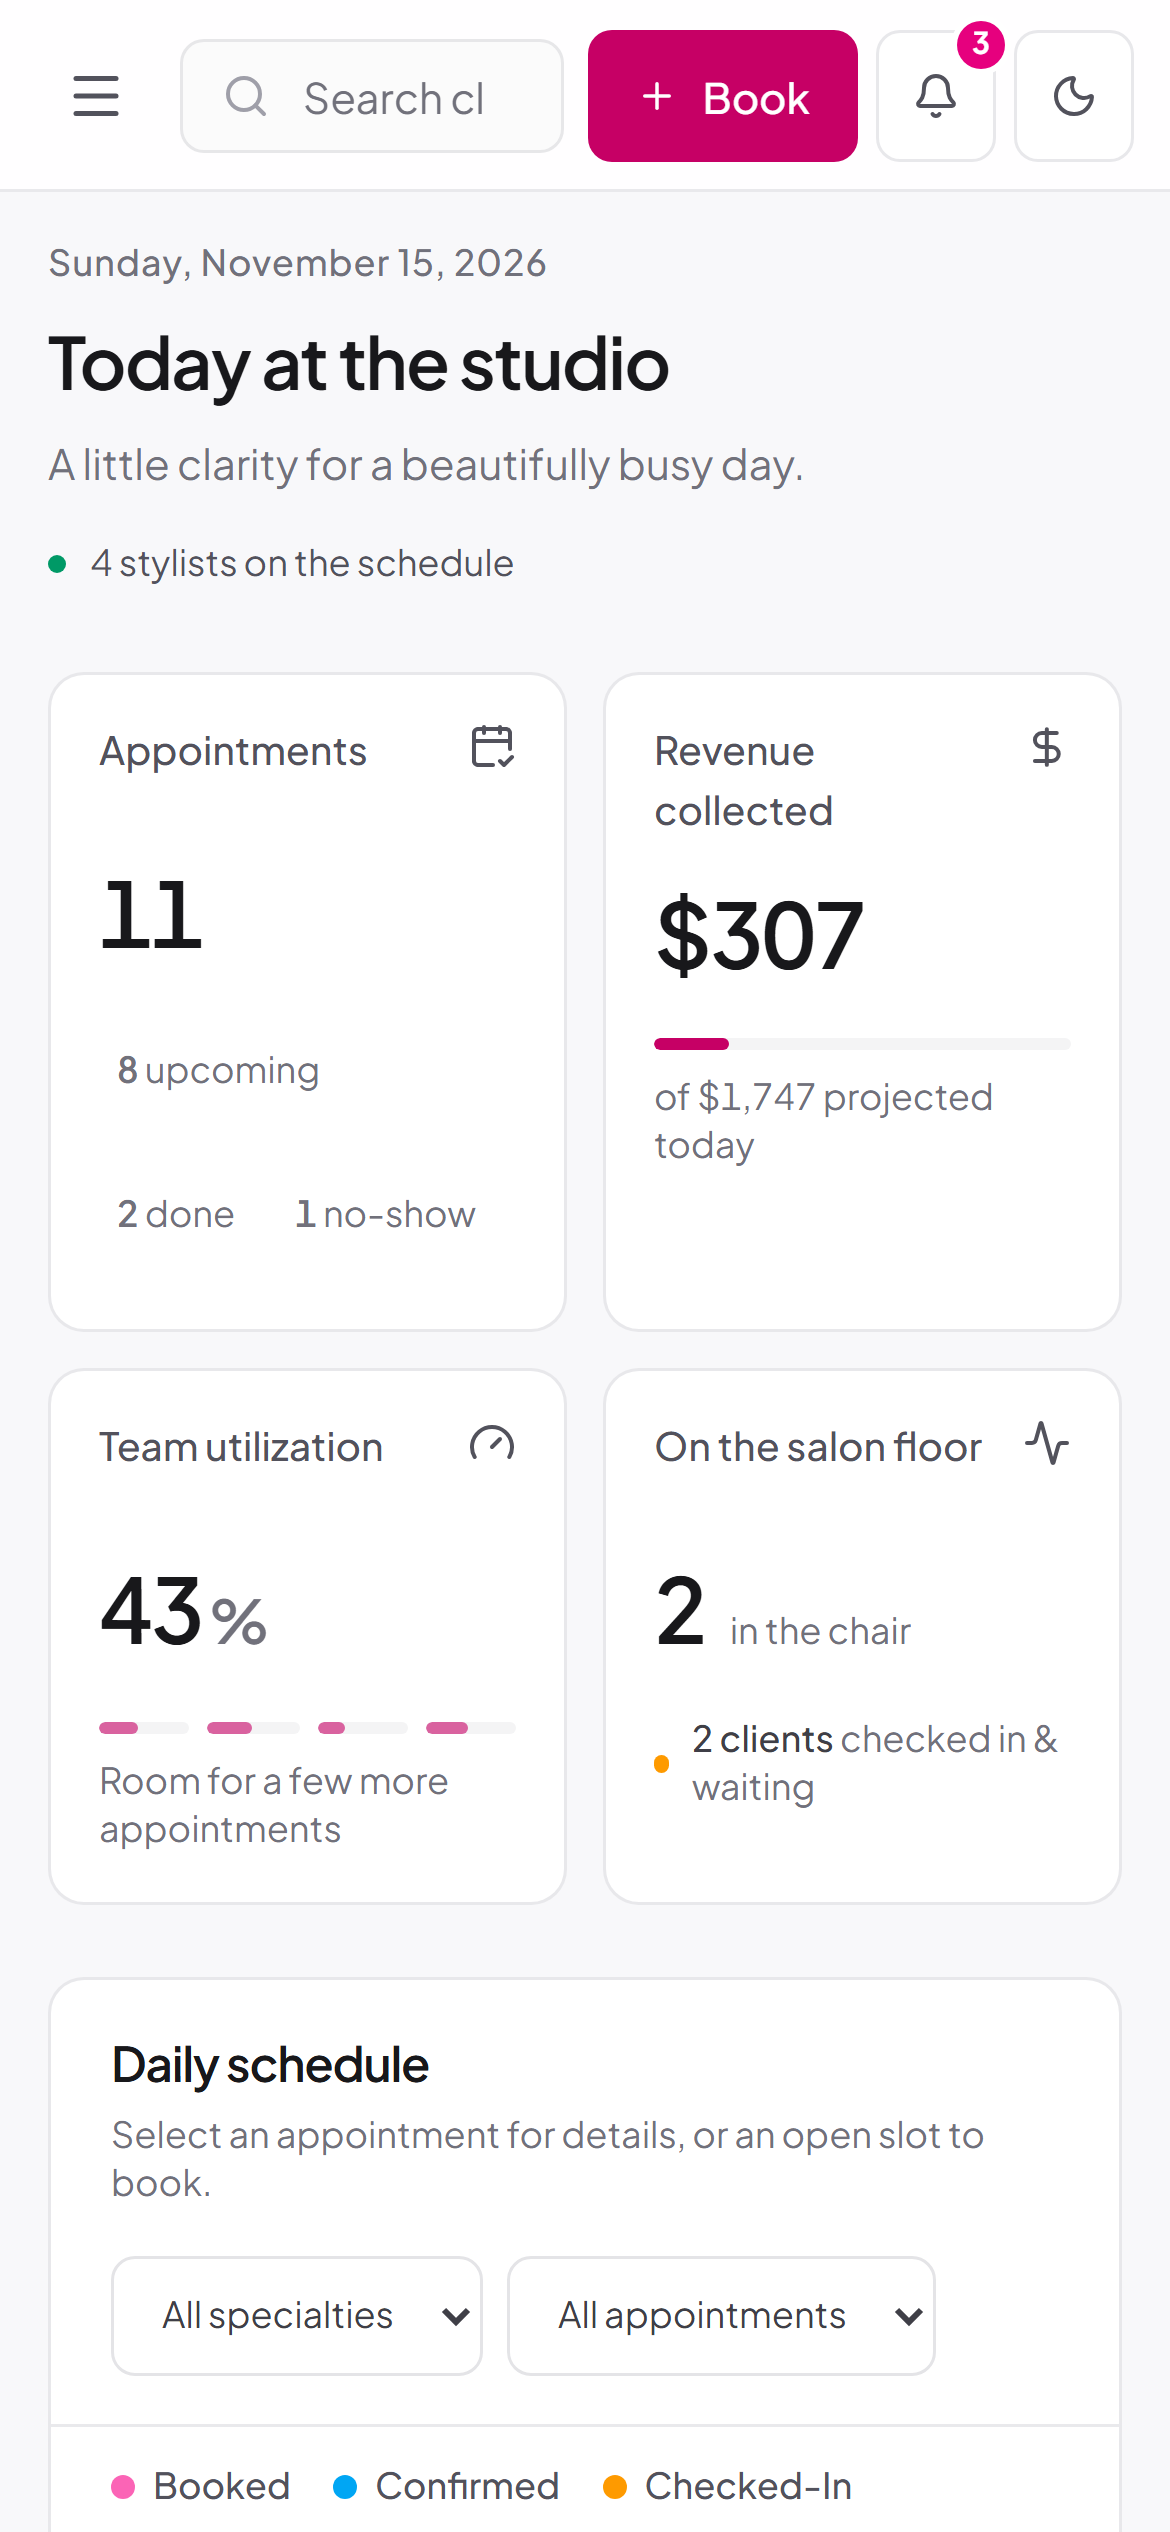 Search cl
+ Book
3
Sunday, November 15, 2026
Today at the studio
A little clarity for a beautifully busy day.
4 stylists on the schedule
Appointments
11
8 upcoming
2 done 1 no-show
Revenue
collected
$307
of $1,747 projected
today
Team utilization
43%
Room for a few more
appointments
On the salon floor
2 in the chair
2 clients checked in &
waiting
Daily schedule
Select an appointment for details, or an open slot to
book.
All specialties
All appointments
Booked
Confirmed
Checked-In